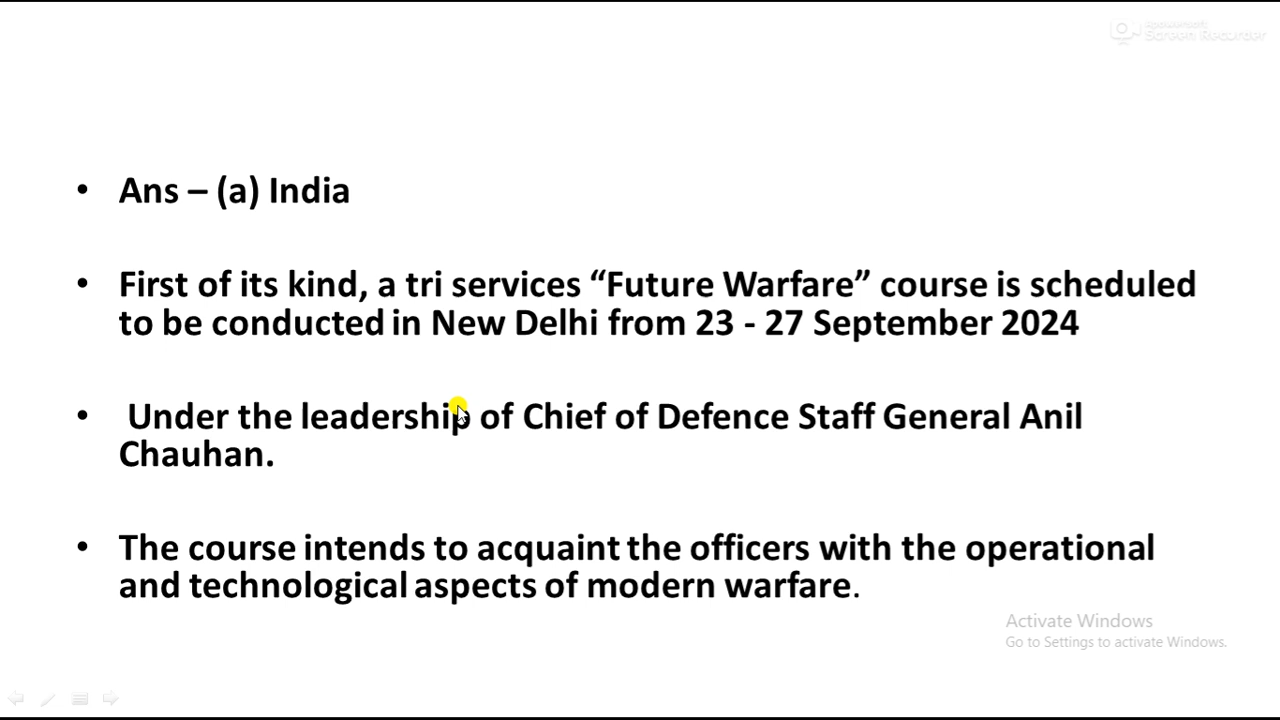 Apowersoft
Screen Recorder
• Ans – (a) India
• First of its kind, a tri services “Future Warfare” course is scheduled
to be conducted in New Delhi from 23 - 27 September 2024
• Under the leadership of Chief of Defence Staff General Anil
Chauhan.
• The course intends to acquaint the officers with the operational
and technological aspects of modern warfare.
Activate Windows
Go to Settings to activate Windows.